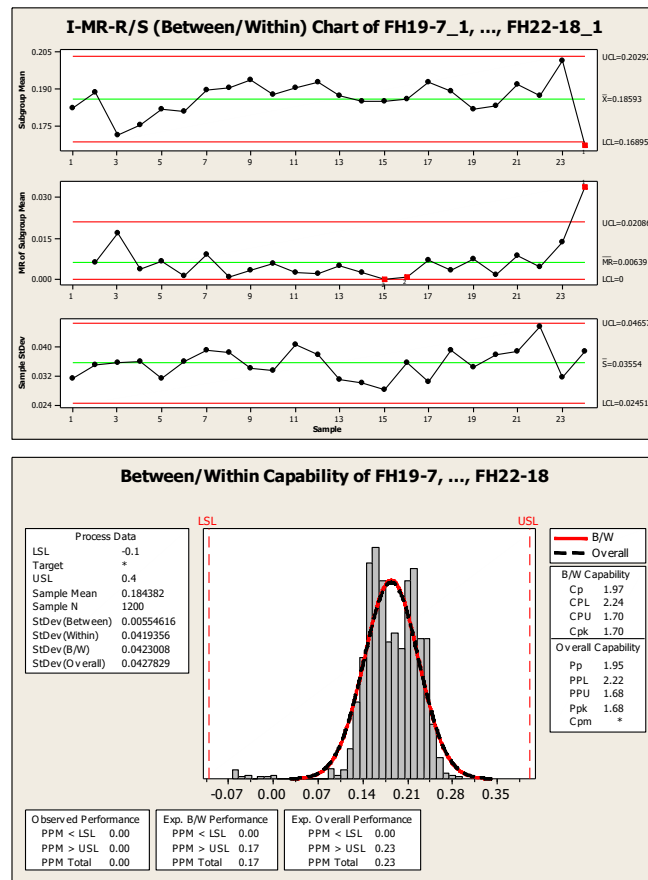 I-MR-R/S (Between/Within) Chart of FH19-7_1, ..., FH22-18_1
Subgroup Mean
0.205
0.190
0.175
UCL=0.20292
X=0.18593
LCL=0.16895
1
1 3 5 7 9 11 13 15 17 19 21 23
MR of Subgroup Mean
0.030
0.015
0.000
1
UCL=0.02086
MR=0.00639
LCL=0
2 2
1 3 5 7 9 11 13 15 17 19 21 23
Sample StDev
0.040
0.032
0.024
UCL=0.04657
S=0.03554
LCL=0.02451
1 3 5 7 9 11 13 15 17 19 21 23
Sample
Between/Within Capability of FH19-7, ..., FH22-18
LSL USL
Process Data
LSL -0.1
Target *
USL 0.4
Sample Mean 0.184382
Sample N 1200
StDev(Between) 0.00554616
StDev(Within) 0.0419356
StDev(B/W) 0.0423008
StDev(Overall) 0.0427829
B/W
Overall
B/W Capability
Cp 1.97
CPL 2.24
CPU 1.70
Cpk 1.70
Overall Capability
Pp 1.95
PPL 2.22
PPU 1.68
Ppk 1.68
Cpm *
-0.07 0.00 0.07 0.14 0.21 0.28 0.35
Observed Performance
PPM < LSL 0.00
PPM > USL 0.00
PPM Total 0.00
Exp. B/W Performance
PPM < LSL 0.00
PPM > USL 0.17
PPM Total 0.17
Exp. Overall Performance
PPM < LSL 0.00
PPM > USL 0.23
PPM Total 0.23